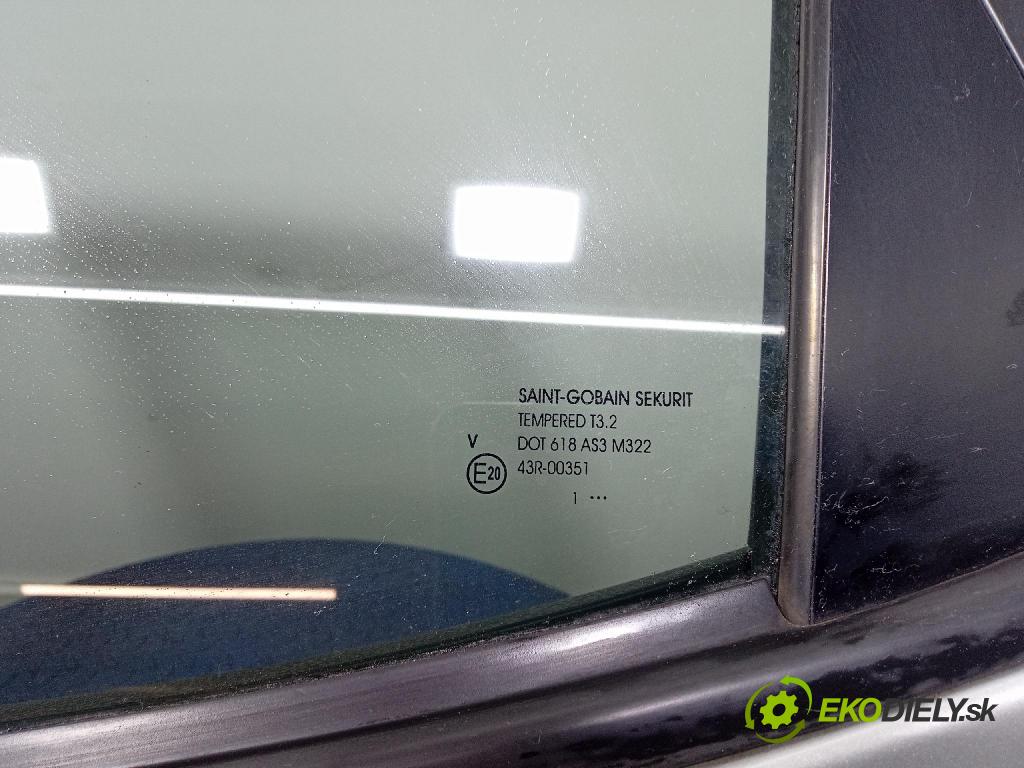 SAINT-GOBAIN SEKURIT
TEMPERED T3.2
V DOT 618 AS3 M322
E20 43R-00351
1 ...
EKODIELY.sk